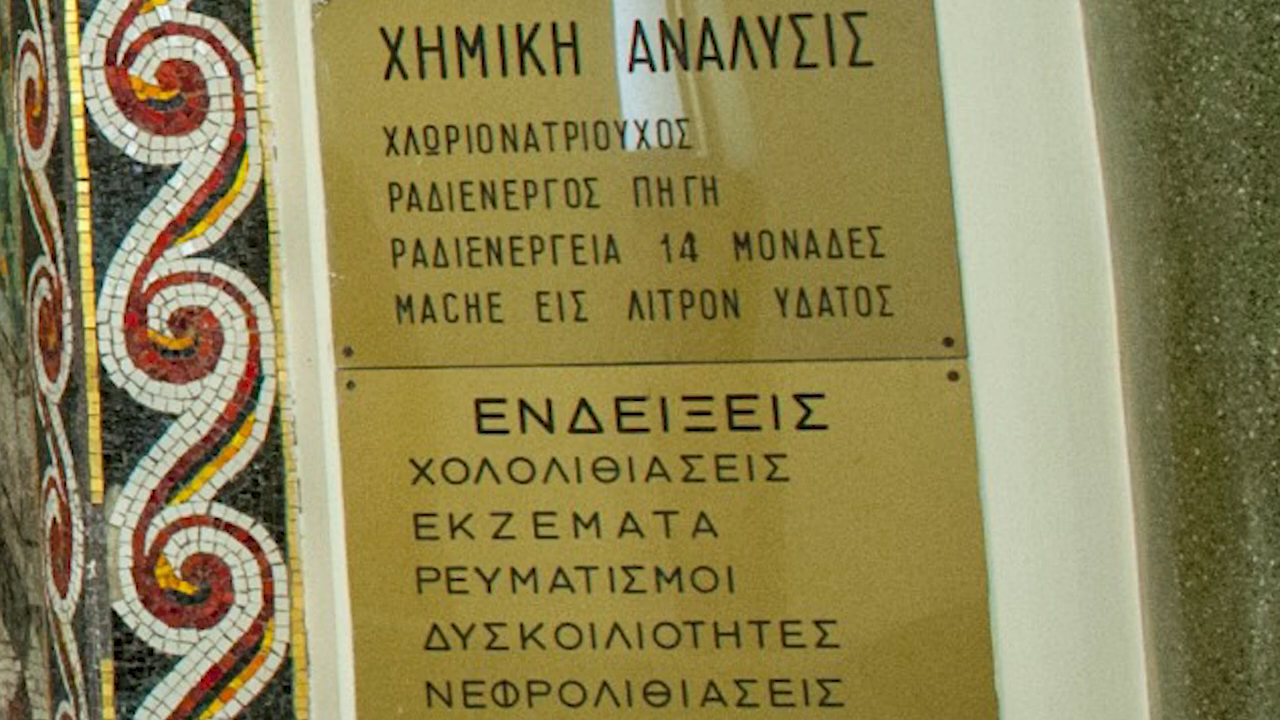 ΧΗΜΙΚΗ ΑΝΑΛΥΣΙΣ
ΧΛΩΡΙΟΝΑΤΡΙΟΥΧΟΣ
ΡΑΔΙΕΝΕΡΓΟΣ ΠΗΓΗ
ΡΑΔΙΕΝΕΡΓΕΙΑ 14 ΜΟΝΑΔΕΣ
MACHE ΕΙΣ ΛΙΤΡΟΝ ΥΔΑΤΟΣ
ΕΝΔΕΙΞΕΙΣ
ΧΟΛΟΛΙΘΙΑΣΕΙΣ
ΕΚΖΕΜΑΤΑ
ΡΕΥΜΑΤΙΣΜΟΙ
ΔΥΣΚΟΙΛΙΟΤΗΤΕΣ
ΝΕΦΡΟΛΙΘΙΑΣΕΙΣ